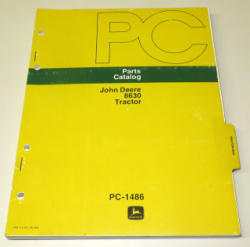 PC
Parts
Catalog
John Deere
8630
Tractor
PC-1486